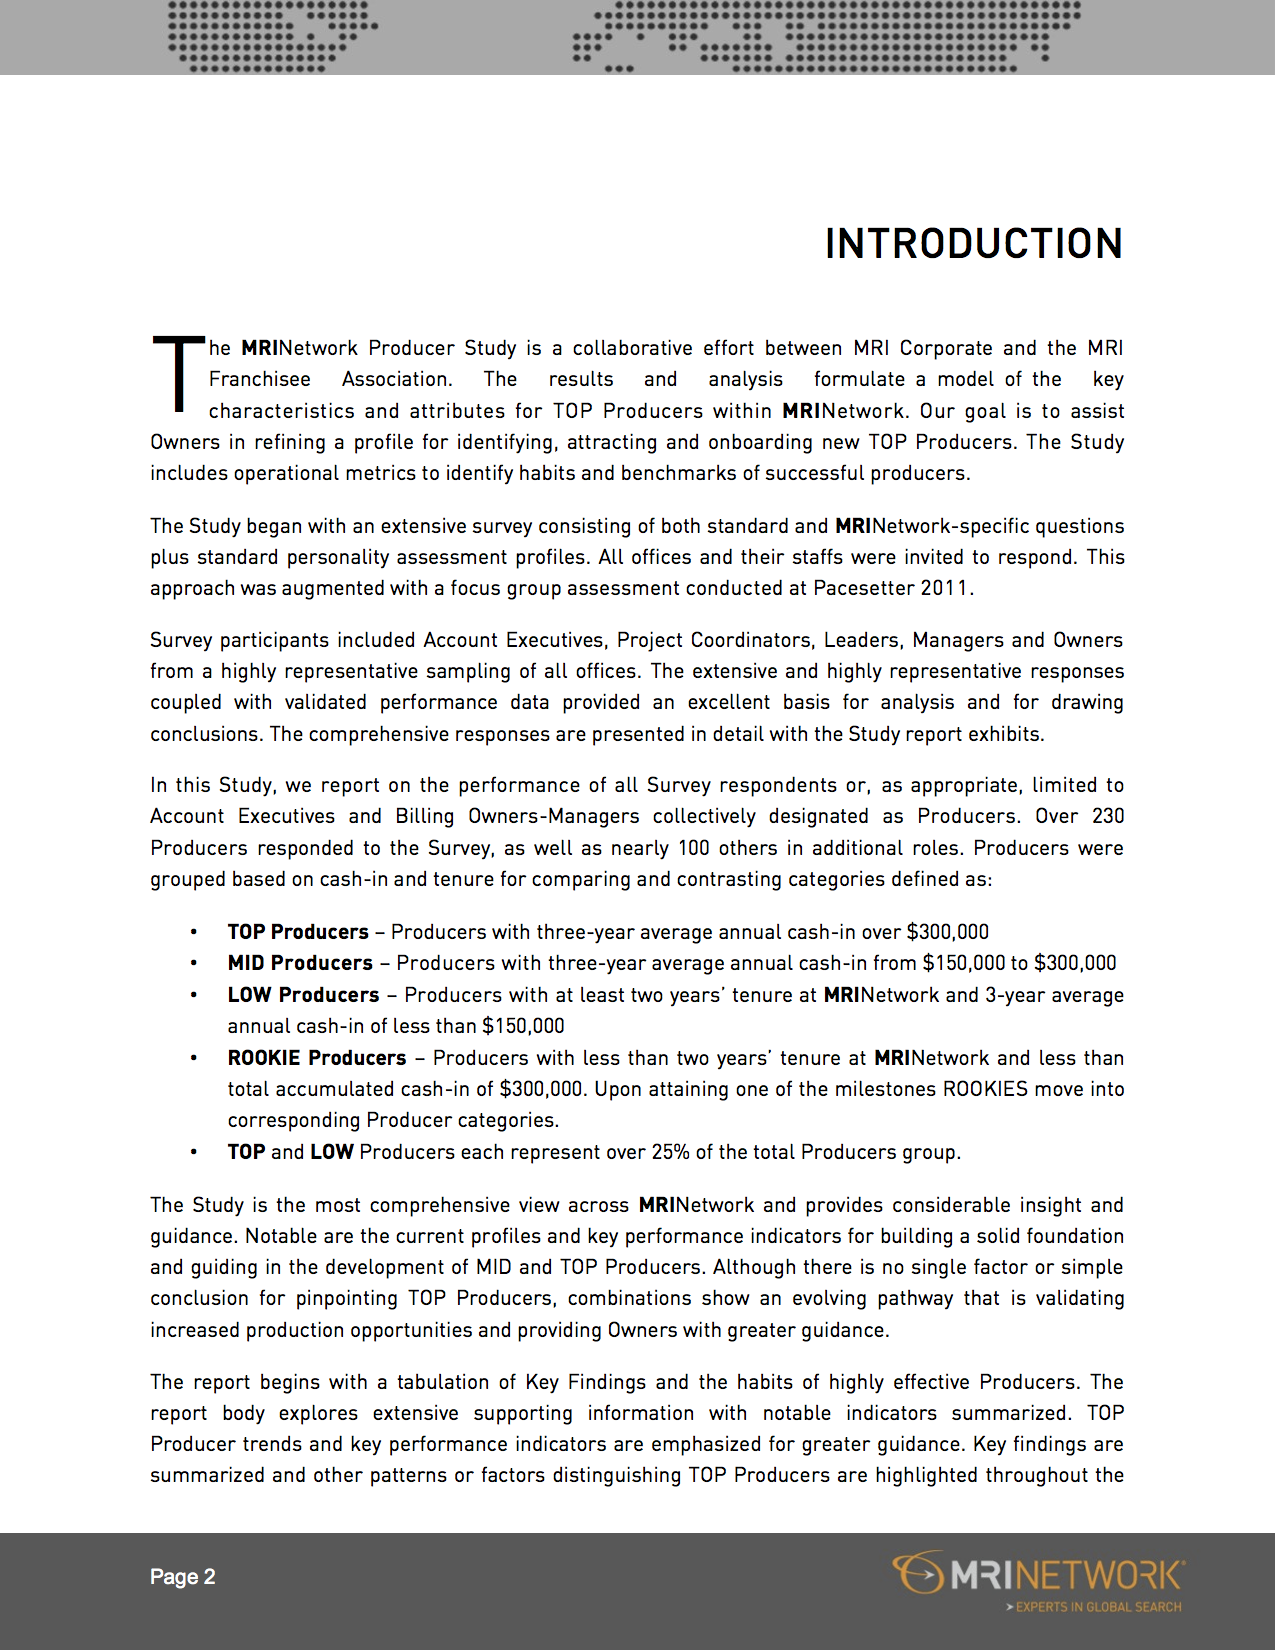 INTRODUCTION
The MRINetwork Producer Study is a collaborative effort between MRI Corporate and the MRI
Franchisee Association. The results and analysis formulate a model of the key
characteristics and attributes for TOP Producers within MRINetwork. Our goal is to assist
Owners in refining a profile for identifying, attracting and onboarding new TOP Producers. The Study
includes operational metrics to identify habits and benchmarks of successful producers.
The Study began with an extensive survey consisting of both standard and MRINetwork-specific questions
plus standard personality assessment profiles. All offices and their staffs were invited to respond. This
approach was augmented with a focus group assessment conducted at Pacesetter 2011.
Survey participants included Account Executives, Project Coordinators, Leaders, Managers and Owners
from a highly representative sampling of all offices. The extensive and highly representative responses
coupled with validated performance data provided an excellent basis for analysis and for drawing
conclusions. The comprehensive responses are presented in detail with the Study report exhibits.
In this Study, we report on the performance of all Survey respondents or, as appropriate, limited to
Account Executives and Billing Owners-Managers collectively designated as Producers. Over 230
Producers responded to the Survey, as well as nearly 100 others in additional roles. Producers were
grouped based on cash-in and tenure for comparing and contrasting categories defined as:
• TOP Producers – Producers with three-year average annual cash-in over $300,000
• MID Producers – Producers with three-year average annual cash-in from $150,000 to $300,000
• LOW Producers – Producers with at least two years' tenure at MRINetwork and 3-year average
annual cash-in of less than $150,000
• ROOKIE Producers – Producers with less than two years' tenure at MRINetwork and less than
total accumulated cash-in of $300,000. Upon attaining one of the milestones ROOKIES move into
corresponding Producer categories.
• TOP and LOW Producers each represent over 25% of the total Producers group.
The Study is the most comprehensive view across MRINetwork and provides considerable insight and
guidance. Notable are the current profiles and key performance indicators for building a solid foundation
and guiding in the development of MID and TOP Producers. Although there is no single factor or simple
conclusion for pinpointing TOP Producers, combinations show an evolving pathway that is validating
increased production opportunities and providing Owners with greater guidance.
The report begins with a tabulation of Key Findings and the habits of highly effective Producers. The
report body explores extensive supporting information with notable indicators summarized. TOP
Producer trends and key performance indicators are emphasized for greater guidance. Key findings are
summarized and other patterns or factors distinguishing TOP Producers are highlighted throughout the
Page 2
MRINETWORK®
EXPERTS IN GLOBAL SEARCH